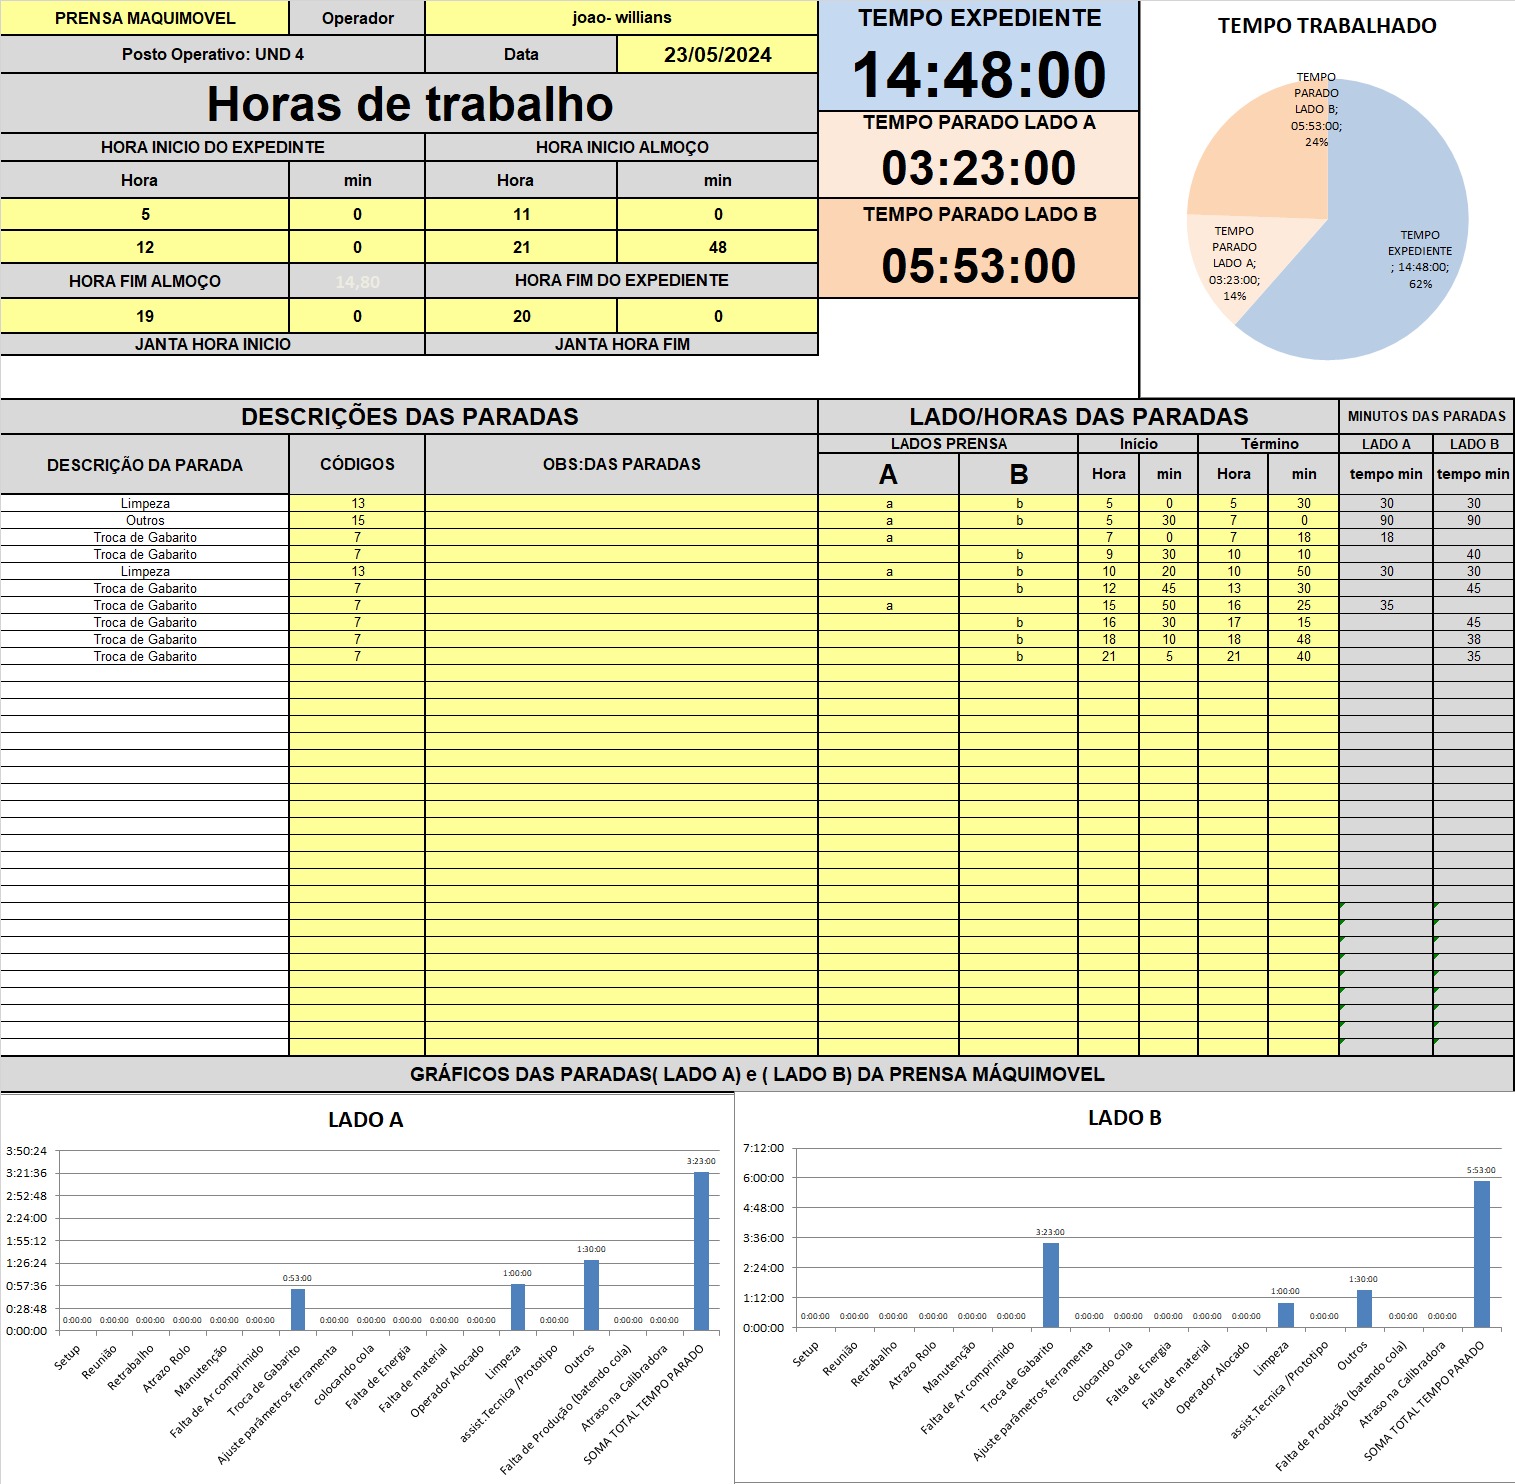 PRENSA MAQUIMOVEL Operador joao- willians
Posto Operativo: UND 4 Data 23/05/2024
Horas de trabalho
HORA INICIO DO EXPEDINTE HORA INICIO ALMOÇO
Hora min Hora min
5 0 11 0
12 0 21 48
HORA FIM ALMOÇO 14,80 HORA FIM DO EXPEDIENTE
19 0 20 0
JANTA HORA INICIO JANTA HORA FIM
TEMPO EXPEDIENTE
14:48:00
TEMPO PARADO LADO A
03:23:00
TEMPO PARADO LADO B
05:53:00
TEMPO TRABALHADO
TEMPO
PARADO
LADO B;
05:53:00;
24%
TEMPO
PARADO
LADO A;
03:23:00;
14%
TEMPO
EXPEDIENTE
; 14:48:00;
62%
DESCRIÇÕES DAS PARADAS LADO/HORAS DAS PARADAS MINUTOS DAS PARADAS
LADOS PRENSA Início Término LADO A LADO B
DESCRIÇÃO DA PARADA CÓDIGOS OBS:DAS PARADAS A B Hora min Hora min tempo min tempo min
Limpeza 13 a b 5 0 5 30 30 30
Outros 15 a b 5 30 7 0 90 90
Troca de Gabarito 7 a 7 0 7 18 18
Troca de Gabarito 7 b 9 30 10 10 40
Limpeza 13 a b 10 20 10 50 30 30
Troca de Gabarito 7 b 12 45 13 30 45
Troca de Gabarito 7 a 15 50 16 25 35
Troca de Gabarito 7 b 16 30 17 15 45
Troca de Gabarito 7 b 18 10 18 48 38
Troca de Gabarito 7 b 21 5 21 40 35
GRÁFICOS DAS PARADAS( LADO A) e ( LADO B) DA PRENSA MÁQUIMOVEL
LADO A
3:50:24
3:21:36
2:52:48
2:24:00
1:55:12
1:26:24
0:57:36
0:28:48
0:00:00
0:00:00 0:00:00 0:00:00 0:00:00 0:00:00 0:00:00 0:53:00 0:00:00 0:00:00 0:00:00 0:00:00 0:00:00 1:00:00 0:00:00 1:30:00 0:00:00 0:00:00 3:23:00
Setup
Reunião
Retrabalho
Atrazo Rolo
Manutenção
Falta de Ar comprimido
Troca de Gabarito
Ajuste parâmetros ferramenta
colocando cola
Falta de Energia
Falta de material
Operador Alocado
Limpeza
assist.Tecnica /Prototipo
Outros
Falta de Produção (batendo cola)
Atraso na Calibradora
SOMA TOTAL TEMPO PARADO
LADO B
7:12:00
6:00:00
4:48:00
3:36:00
2:24:00
1:12:00
0:00:00
0:00:00 0:00:00 0:00:00 0:00:00 0:00:00 0:00:00 3:23:00 0:00:00 0:00:00 0:00:00 0:00:00 0:00:00 1:00:00 0:00:00 1:30:00 0:00:00 0:00:00 5:53:00
Setup
Reunião
Retrabalho
Atrazo Rolo
Manutenção
Falta de Ar comprimido
Troca de Gabarito
Ajuste parâmetros ferramenta
colocando cola
Falta de Energia
Falta de material
Operador Alocado
Limpeza
assist.Tecnica /Prototipo
Outros
Falta de Produção (batendo cola)
Atraso na Calibradora
SOMA TOTAL TEMPO PARADO